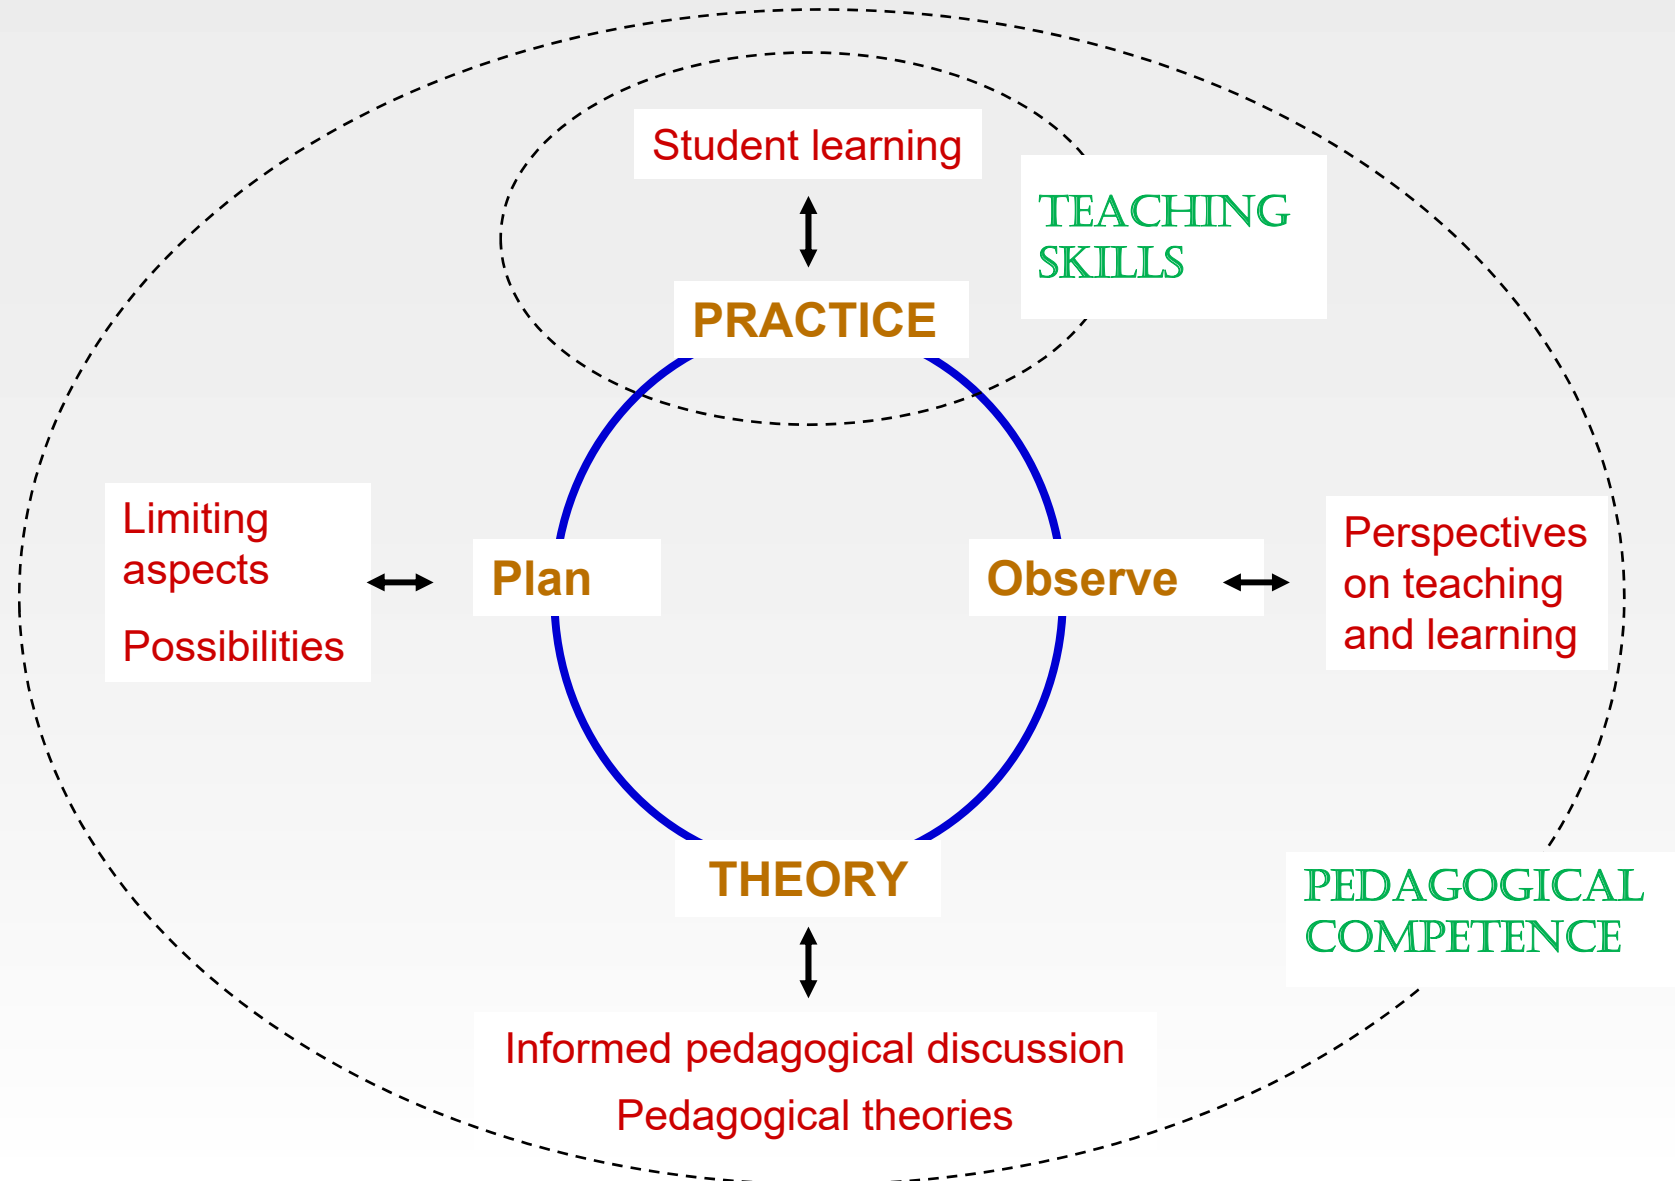 Student learning
TEACHING
SKILLS
PRACTICE
Limiting
aspects
Possibilities
Plan
Observe
Perspectives
on teaching
and learning
THEORY
PEDAGOGICAL
COMPETENCE
Informed pedagogical discussion
Pedagogical theories